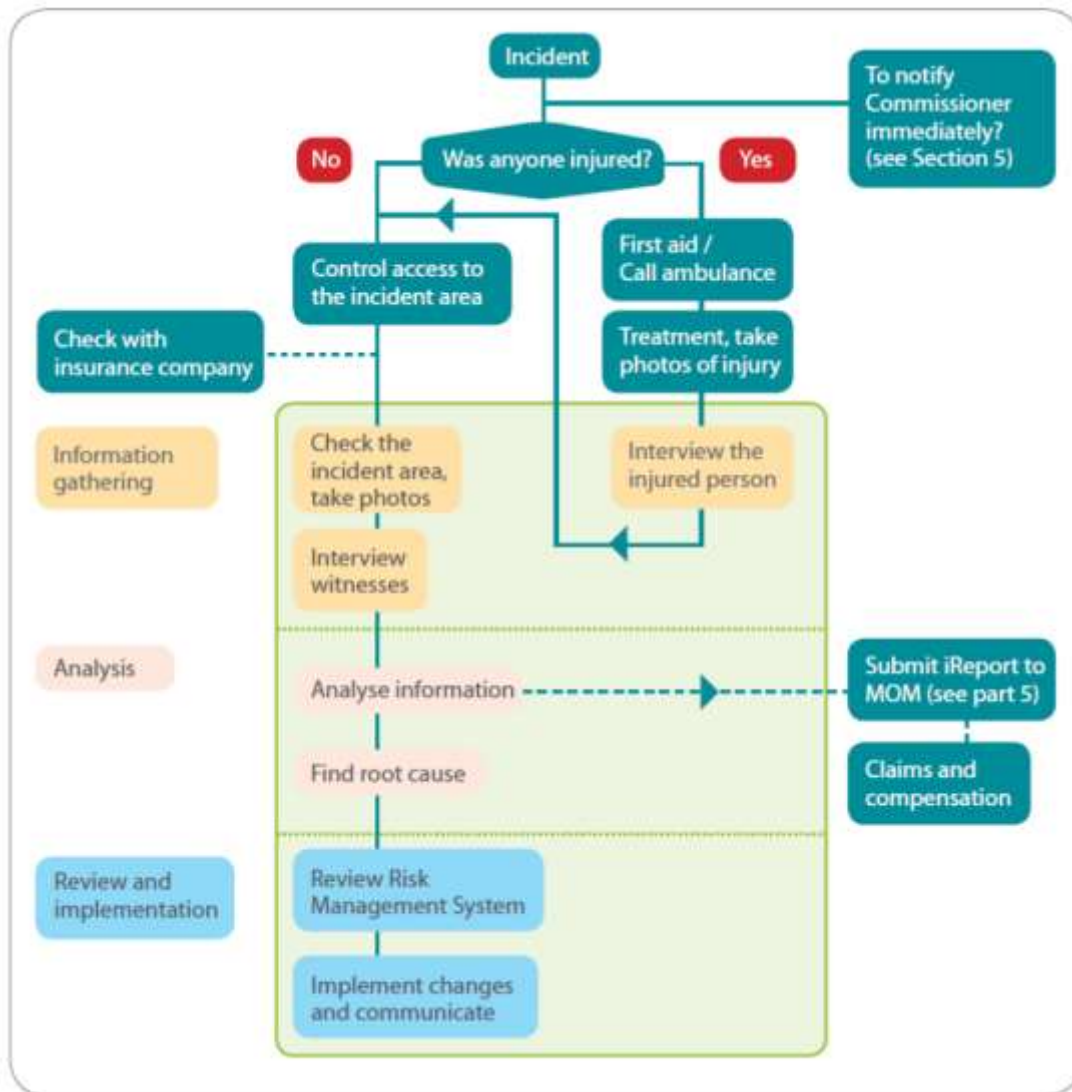 Incident
To notify
Commissioner
immediately?
(see Section 5)
No
Was anyone injured?
Yes
First aid /
Call ambulance
Control access to
the incident area
Check with
insurance company
Treatment, take
photos of injury
Information
gathering
Check the
incident area,
take photos
Interview the
injured person
Interview
witnesses
Analysis
Analyse information
Submit iReport to
MOM (see part 5)
Find root cause
Claims and
compensation
Review and
implementation
Review Risk
Management System
Implement changes
and communicate